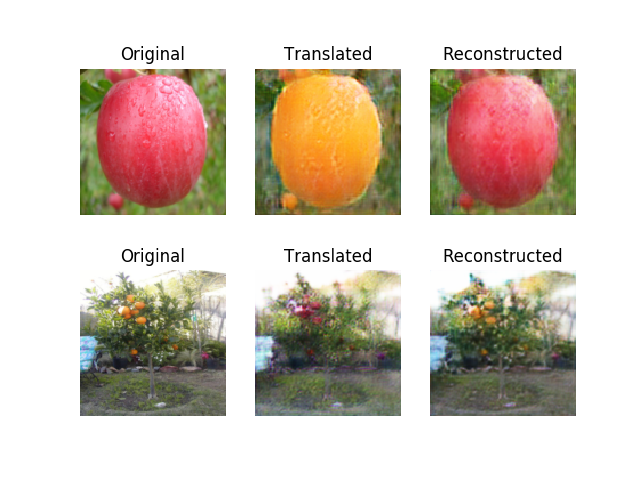 Original
Translated
Reconstructed
Original
Translated
Reconstructed